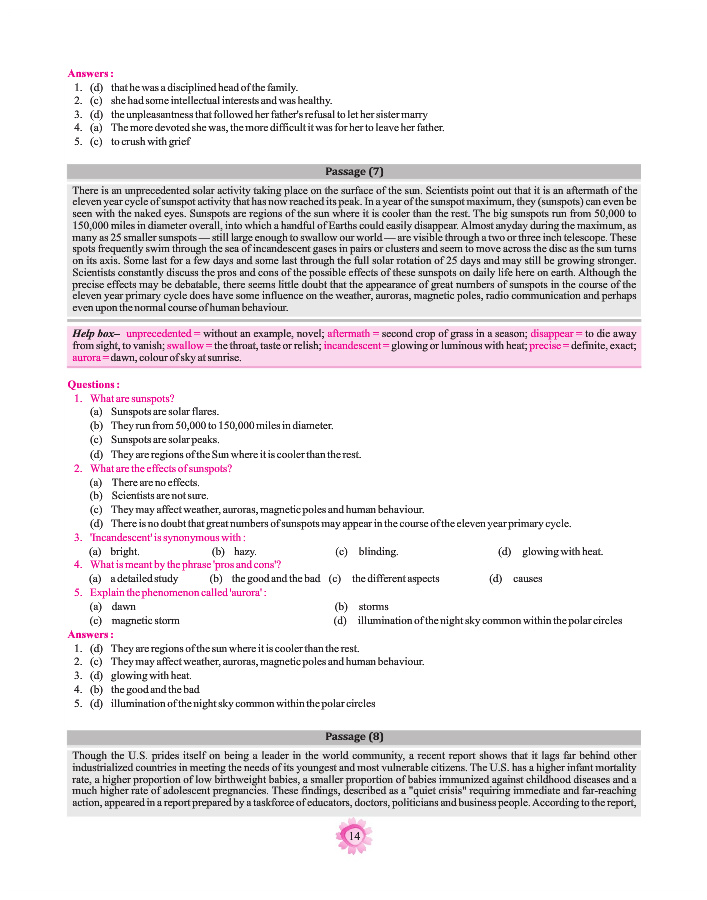 Answers :
1. (d) that he was a disciplined head of the family.
2. (c) she had some intellectual interests and was healthy.
3. (d) the unpleasantness that followed her father's refusal to let her sister marry
4. (a) The more devoted she was, the more difficult it was for her to leave her father.
5. (c) to crush with grief
Passage (7)
There is an unprecedented solar activity taking place on the surface of the sun. Scientists point out that it is an aftermath of the
eleven year cycle of sunspot activity that has now reached its peak. In a year of the sunspot maximum, they (sunspots) can even be
seen with the naked eyes. Sunspots are regions of the sun where it is cooler than the rest. The big sunspots run from 50,000 to
150,000 miles in diameter overall, into which a handful of Earths could easily disappear. Almost anyday during the maximum, as
many as 25 smaller sunspots — still large enough to swallow our world — are visible through a two or three inch telescope. These
spots frequently swim through the sea of incandescent gases in pairs or clusters and seem to move across the disc as the sun turns
on its axis. Some last for a few days and some last through the full solar rotation of 25 days and may still be growing stronger.
Scientists constantly discuss the pros and cons of the possible effects of these sunspots on daily life here on earth. Although the
precise effects may be debatable, there seems little doubt that the appearance of great numbers of sunspots in the course of the
eleven year primary cycle does have some influence on the weather, auroras, magnetic poles, radio communication and perhaps
even upon the normal course of human behaviour.
Help box– unprecedented = without an example, novel; aftermath = second crop of grass in a season; disappear = to die away
from sight, to vanish; swallow = the throat, taste or relish; incandescent = glowing or luminous with heat; precise = definite, exact;
aurora = dawn, colour of sky at sunrise.
Questions :
1. What are sunspots?
(a) Sunspots are solar flares.
(b) They run from 50,000 to 150,000 miles in diameter.
(c) Sunspots are solar peaks.
(d) They are regions of the Sun where it is cooler than the rest.
2. What are the effects of sunspots?
(a) There are no effects.
(b) Scientists are not sure.
(c) They may affect weather, auroras, magnetic poles and human behaviour.
(d) There is no doubt that great numbers of sunspots may appear in the course of the eleven year primary cycle.
3. 'Incandescent' is synonymous with :
(a) bright. (b) hazy. (c) blinding. (d) glowing with heat.
4. What is meant by the phrase 'pros and cons'?
(a) a detailed study (b) the good and the bad (c) the different aspects (d) causes
5. Explain the phenomenon called 'aurora' :
(a) dawn (b) storms
(c) magnetic storm (d) illumination of the night sky common within the polar circles
Answers :
1. (d) They are regions of the sun where it is cooler than the rest.
2. (c) They may affect weather, auroras, magnetic poles and human behaviour.
3. (d) glowing with heat.
4. (b) the good and the bad
5. (d) illumination of the night sky common within the polar circles
Passage (8)
Though the U.S. prides itself on being a leader in the world community, a recent report shows that it lags far behind other
industrialized countries in meeting the needs of its youngest and most vulnerable citizens. The U.S. has a higher infant mortality
rate, a higher proportion of low birthweight babies, a smaller proportion of babies immunized against childhood diseases and a
much higher rate of adolescent pregnancies. These findings, described as a "quiet crisis" requiring immediate and far-reaching
action, appeared in a report prepared by a taskforce of educators, doctors, politicians and business people. According to the report,
14